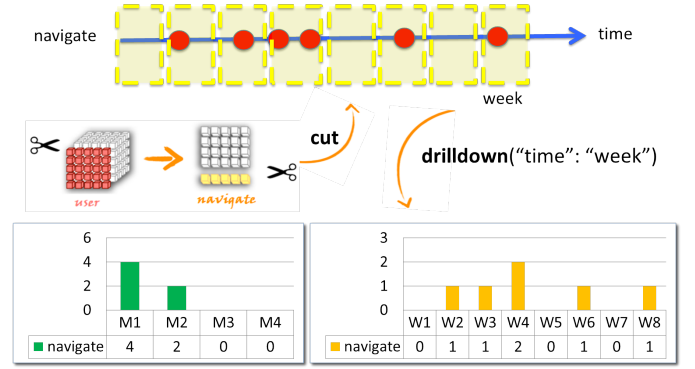 navigate
time
week
cut
drilldown(“time”: “week”)
user
navigate
6
4
2
0
M1 M2 M3 M4
navigate 4 2 0 0
3
2
1
0
W1 W2 W3 W4 W5 W6 W7 W8
navigate 0 1 1 2 0 1 0 1